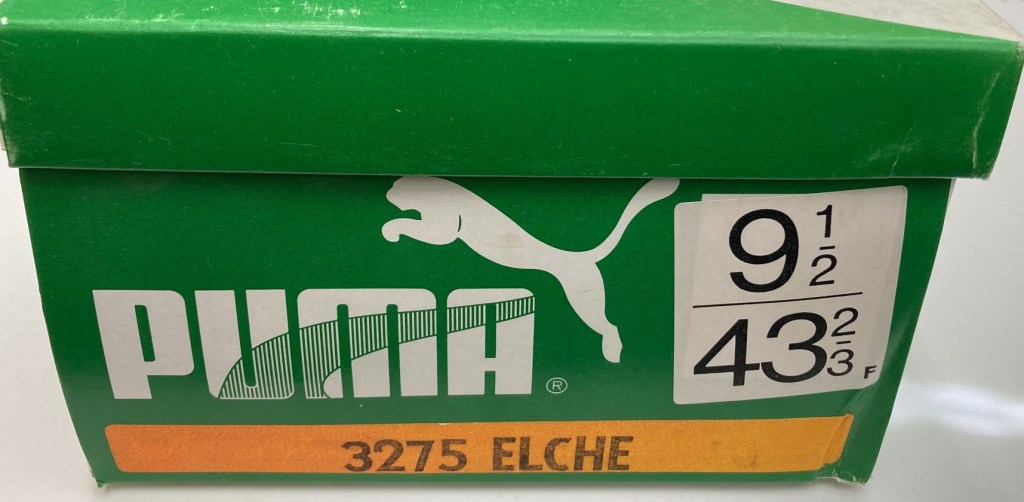 PUMA®
9 1/2
43 2/3 F
3275 ELCHE